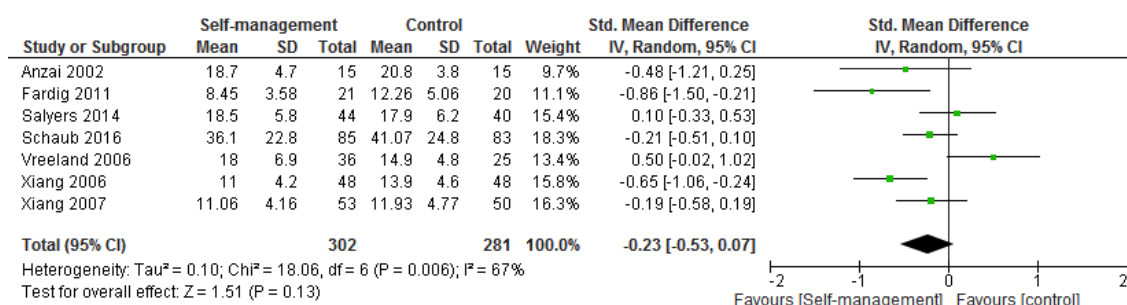 Self-management Control Std. Mean Difference Std. Mean Difference
Study or Subgroup Mean SD Total Mean SD Total Weight IV, Random, 95% CI IV, Random, 95% CI
Anzai 2002 18.7 4.7 15 20.8 3.8 15 9.7% -0.48 [-1.21, 0.25]
Fardig 2011 8.45 3.58 21 12.26 5.06 20 11.1% -0.86 [-1.50, -0.21]
Salyers 2014 18.5 5.8 44 17.9 6.2 40 15.4% 0.10 [-0.33, 0.53]
Schaub 2016 36.1 22.8 85 41.07 24.8 83 18.3% -0.21 [-0.51, 0.10]
Vreeland 2006 18 6.9 36 14.9 4.8 25 13.4% 0.50 [-0.02, 1.02]
Xiang 2006 11 4.2 48 13.9 4.6 48 15.8% -0.65 [-1.06, -0.24]
Xiang 2007 11.06 4.16 53 11.93 4.77 50 16.3% -0.19 [-0.58, 0.19]
Total (95% CI) 302 281 100.0% -0.23 [-0.53, 0.07]
Heterogeneity: Tau² = 0.10; Chi² = 18.06, df = 6 (P = 0.006); I² = 67%
Test for overall effect: Z = 1.51 (P = 0.13)
-2 -1 0 1 2
Favours [Self-management] Favours [control]